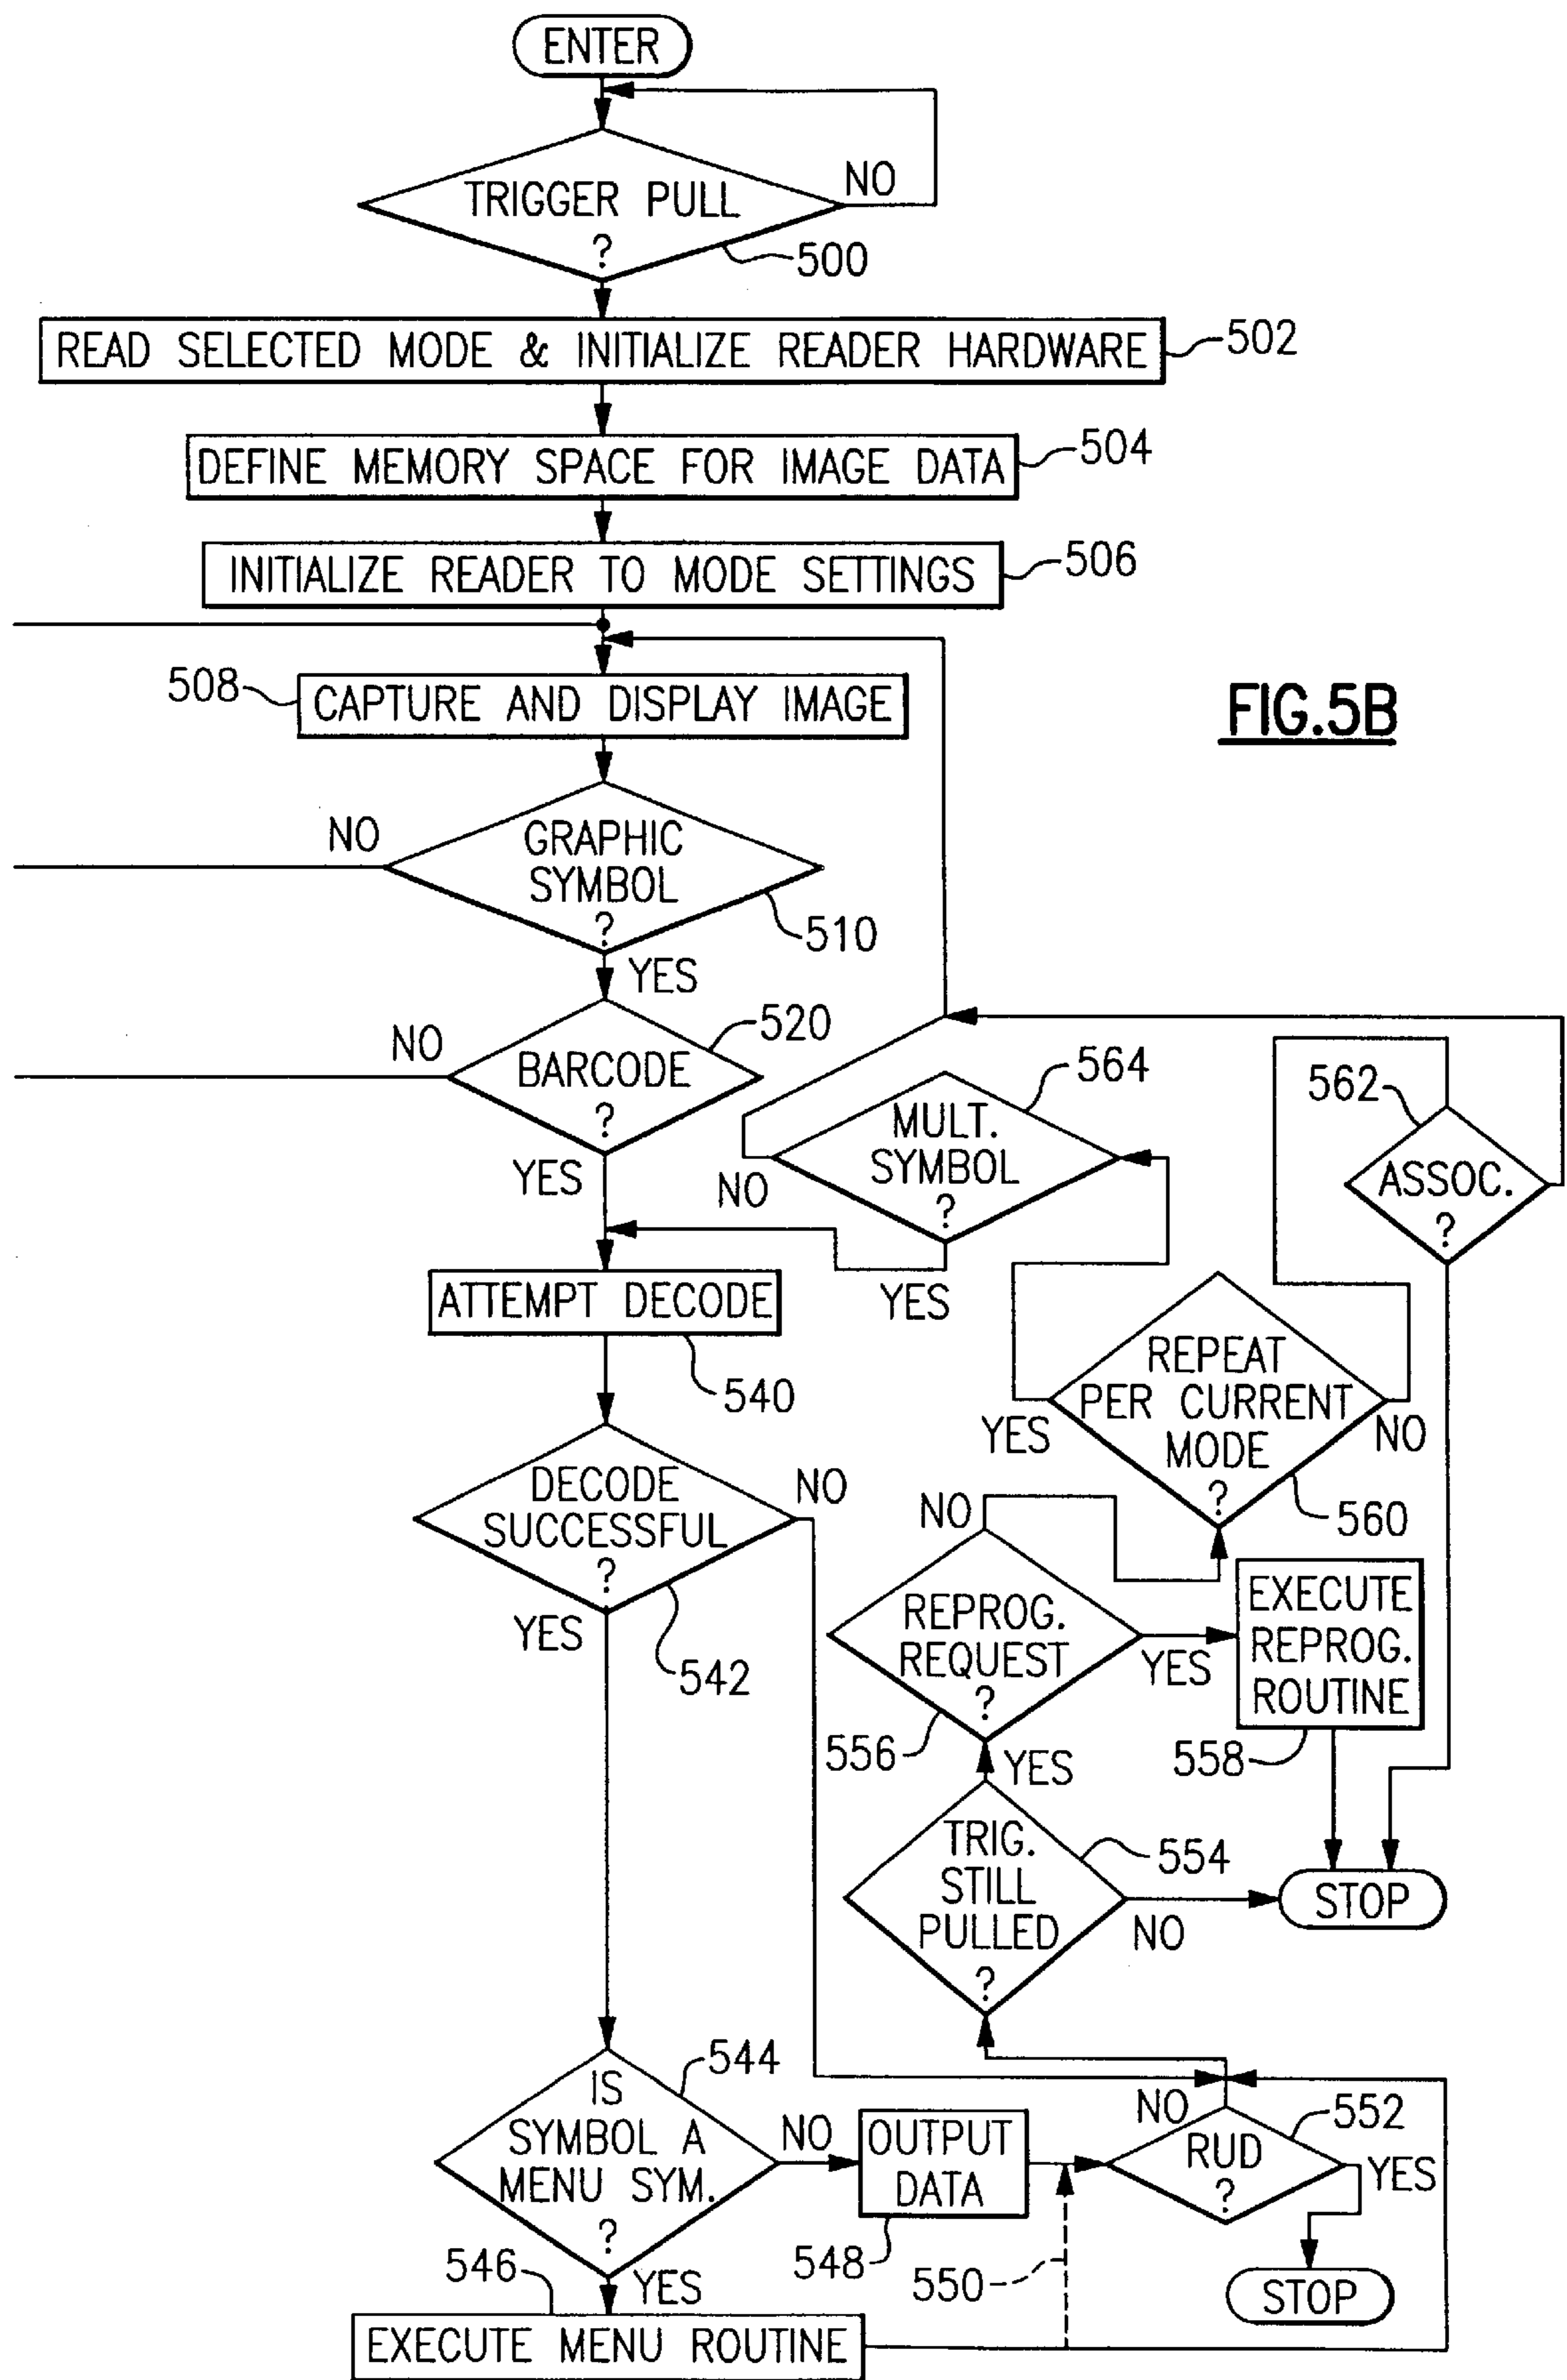 ENTER
TRIGGER PULL
?
NO
500
READ SELECTED MODE & INITIALIZE READER HARDWARE
502
DEFINE MEMORY SPACE FOR IMAGE DATA
504
INITIALIZE READER TO MODE SETTINGS
506
508
CAPTURE AND DISPLAY IMAGE
FIG.5B
NO
GRAPHIC
SYMBOL
?
510
YES
NO
BARCODE
?
520
YES
564
MULT.
SYMBOL
?
NO
YES
562
ASSOC.
?
ATTEMPT DECODE
540
REPEAT
PER CURRENT
MODE
?
YES
NO
560
DECODE
SUCCESSFUL
?
NO
YES
542
NO
REPROG.
REQUEST
?
YES
556
EXECUTE
REPROG.
ROUTINE
558
YES
TRIG.
STILL
PULLED
?
554
NO
STOP
IS
SYMBOL A
MENU SYM.
?
544
NO
OUTPUT
DATA
548
550
NO
RUD
?
552
YES
STOP
546
YES
EXECUTE MENU ROUTINE